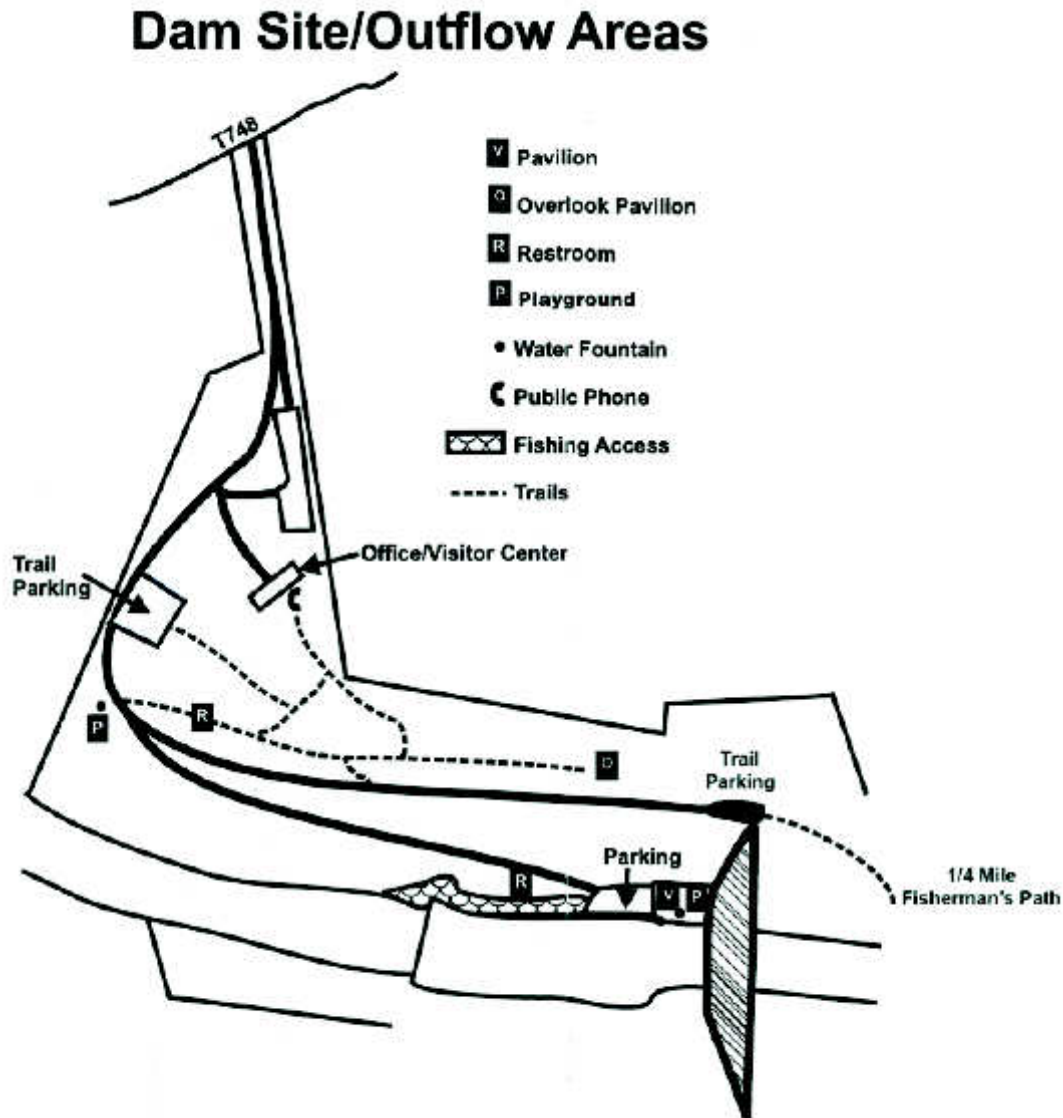 Dam Site/Outflow Areas
T748
V Pavilion
O Overlook Pavilion
R Restroom
P Playground
Water Fountain
Public Phone
Fishing Access
Trails
Office/Visitor Center
Trail
Parking
R
P
O
Trail
Parking
Parking
R
V P
1/4 Mile
Fisherman's Path